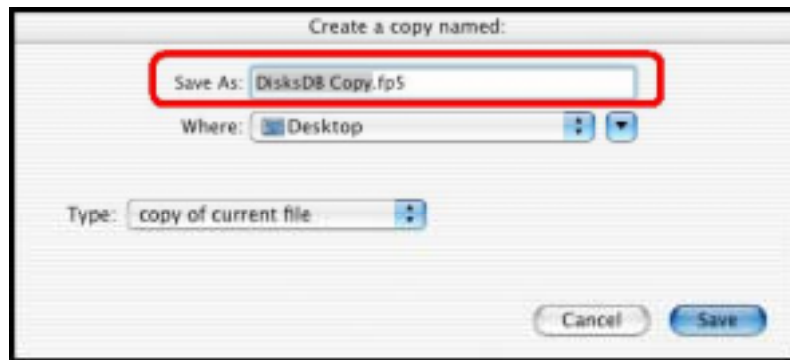 Create a copy named:
Save As: DisksDB Copy.fp5
Where: Desktop
Type: copy of current file
Cancel Save